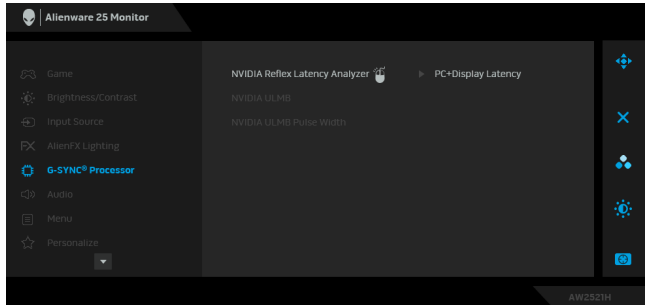 Alienware 25 Monitor
Game
Brightness/Contrast
Input Source
FX AlienFX Lighting
G-SYNC® Processor
Audio
Menu
Personalize
NVIDIA Reflex Latency Analyzer PC+Display Latency
NVIDIA ULMB
NVIDIA ULMB Pulse Width
AW2521H